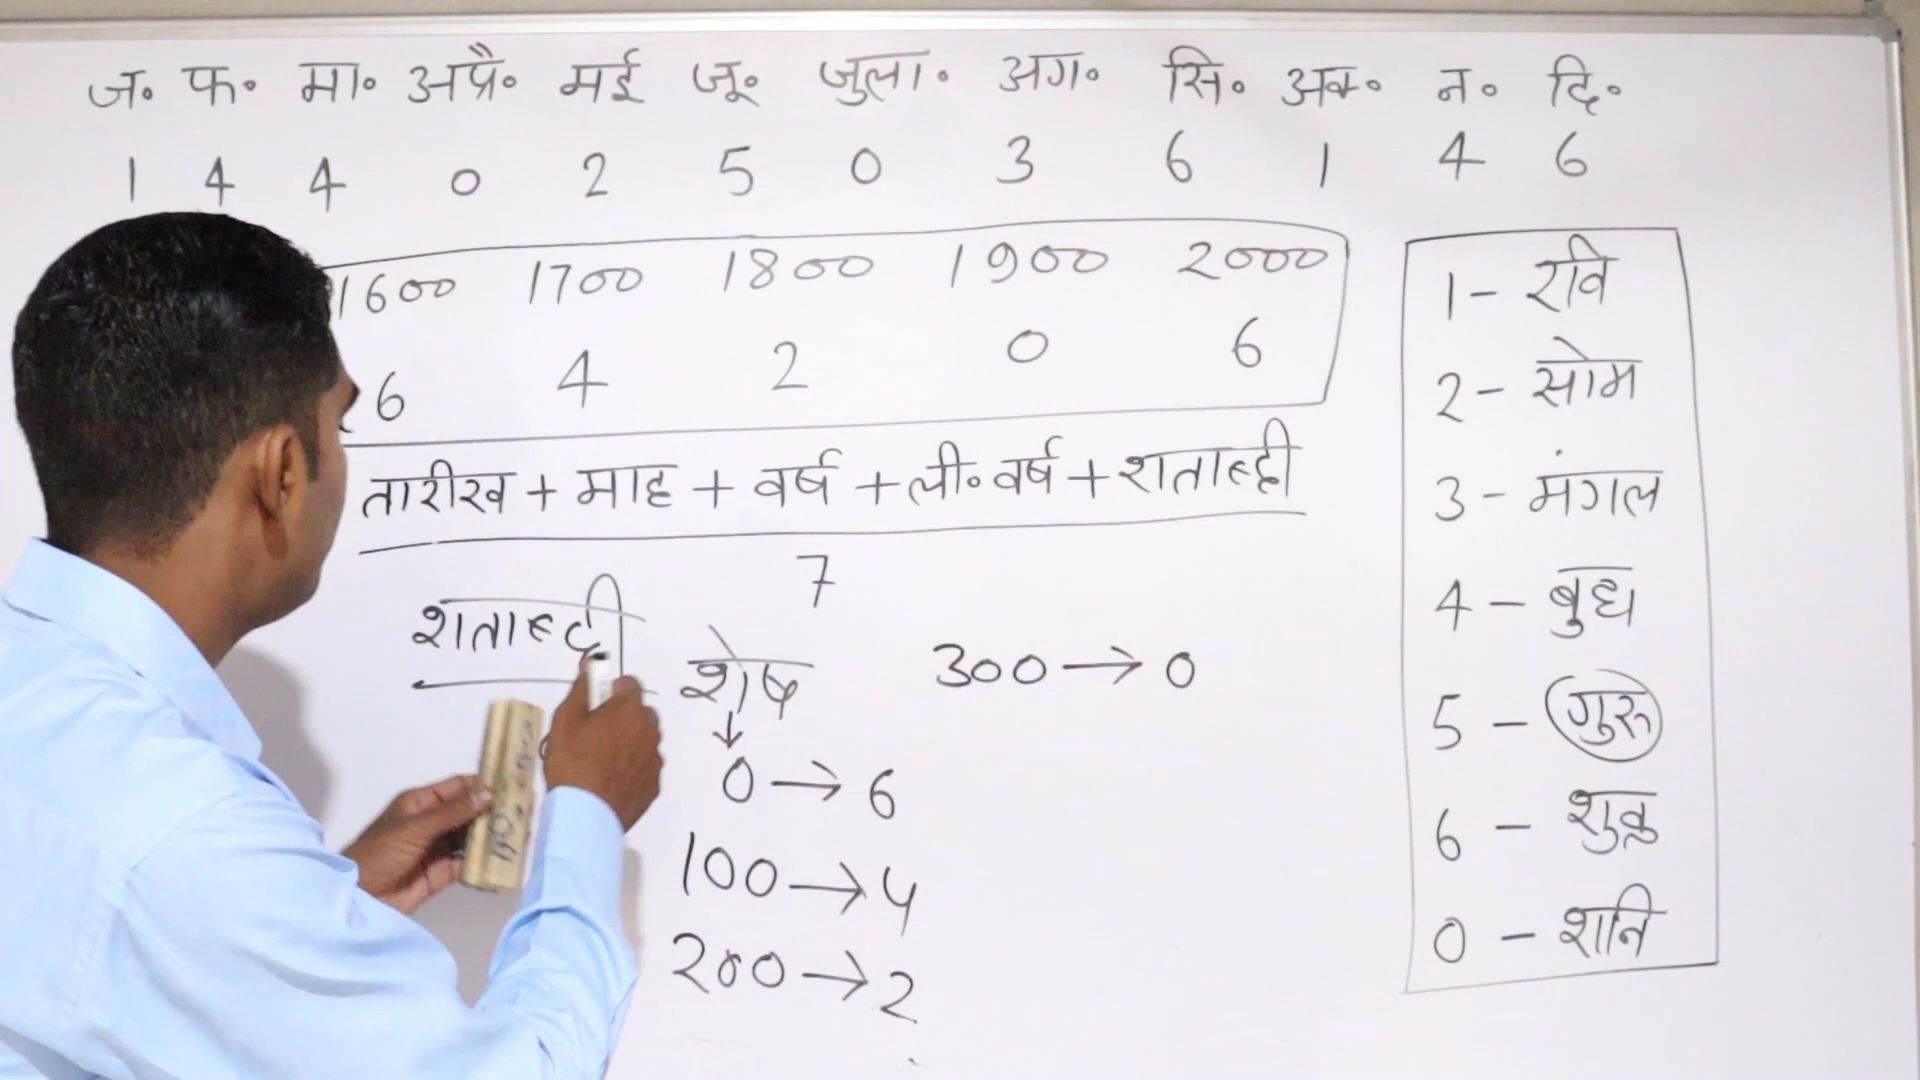 ज॰ फ॰ मा॰ अप्रै॰ मई जू॰ जुला॰ अग॰ सि॰ अक॰ न॰ दि॰
1 4 4 0 2 5 0 3 6 1 4 6
1600 1700 1800 1900 2000
6 4 2 0 6
तारीख + माह + वर्ष + ली॰ वर्ष + शताब्दी
7
शताब्दी
शेष
↓
0 → 6
100 → 4
200 → 2
300 → 0
1 - रवि
2 - सोम
3 - मंगल
4 - बुध
5 - गुरु
6 - शुक्र
0 - शनि